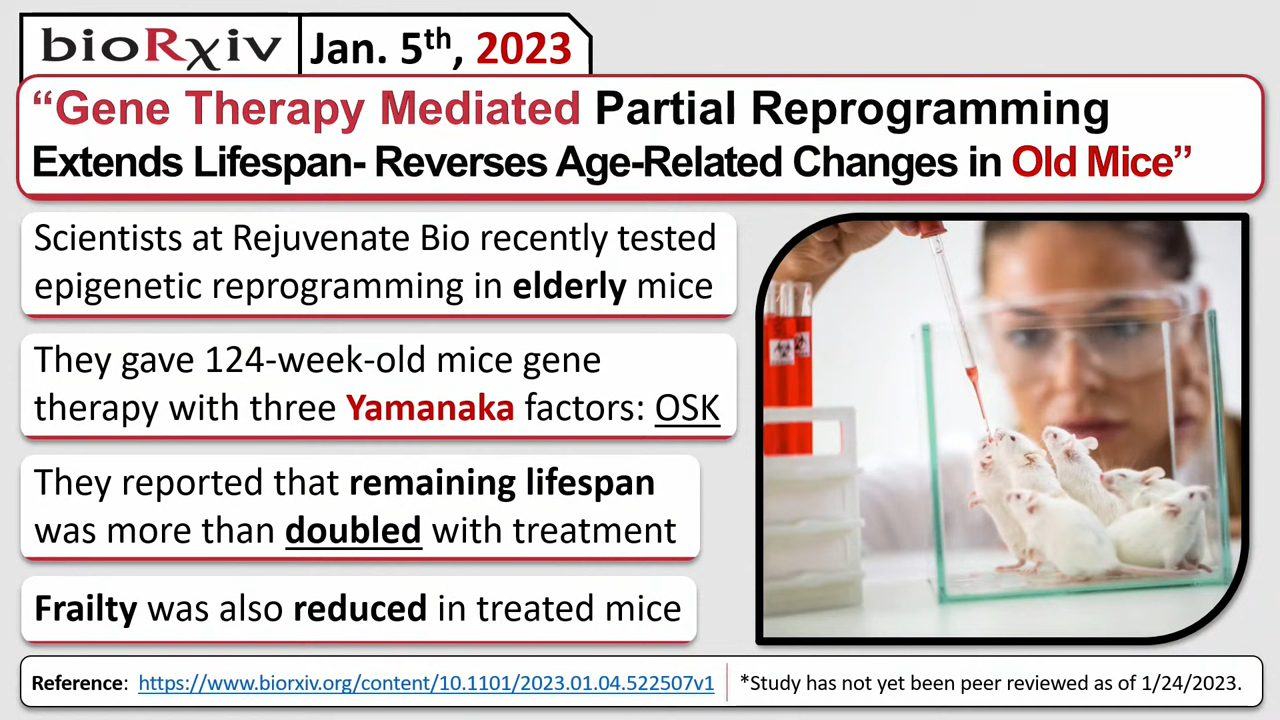 bioRxiv
Jan. 5th, 2023
“Gene Therapy Mediated Partial Reprogramming
Extends Lifespan- Reverses Age-Related Changes in Old Mice”
Scientists at Rejuvenate Bio recently tested
epigenetic reprogramming in elderly mice
They gave 124-week-old mice gene
therapy with three Yamanaka factors: OSK
They reported that remaining lifespan
was more than doubled with treatment
Frailty was also reduced in treated mice
Reference: https://www.biorxiv.org/content/10.1101/2023.01.04.522507v1
*Study has not yet been peer reviewed as of 1/24/2023.